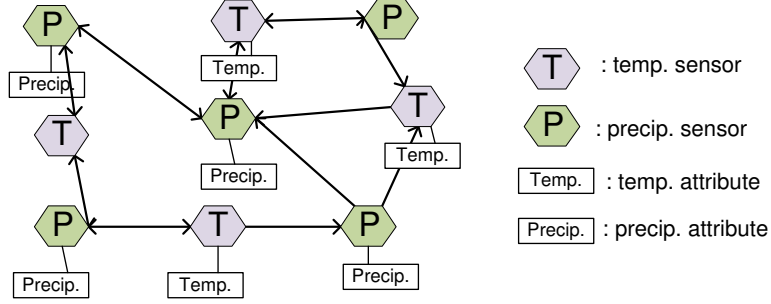 P
T
P
Precip.
Temp.
T
P
T
Precip.
Temp.
P
T
P
Precip.
Temp.
Precip.
T : temp. sensor
P : precip. sensor
Temp. : temp. attribute
Precip. : precip. attribute